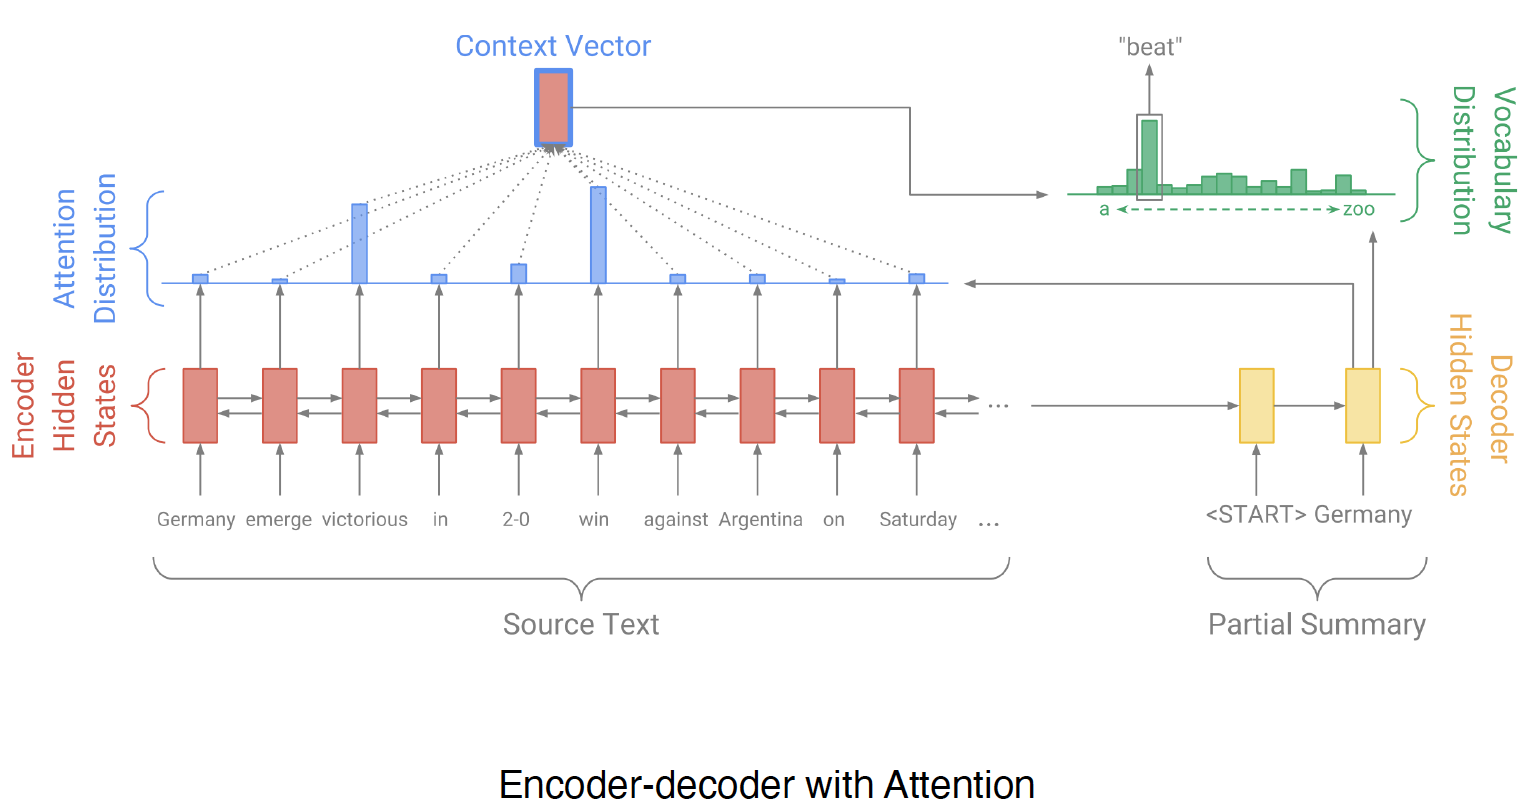 Context Vector
"beat"
Attention
Distribution
Vocabulary
Distribution
a
zoo
Encoder
Hidden
States
Decoder
Hidden States
...
Germany emerge victorious in 2-0 win against Argentina on Saturday ...
<START> Germany
Source Text
Partial Summary
Encoder-decoder with Attention